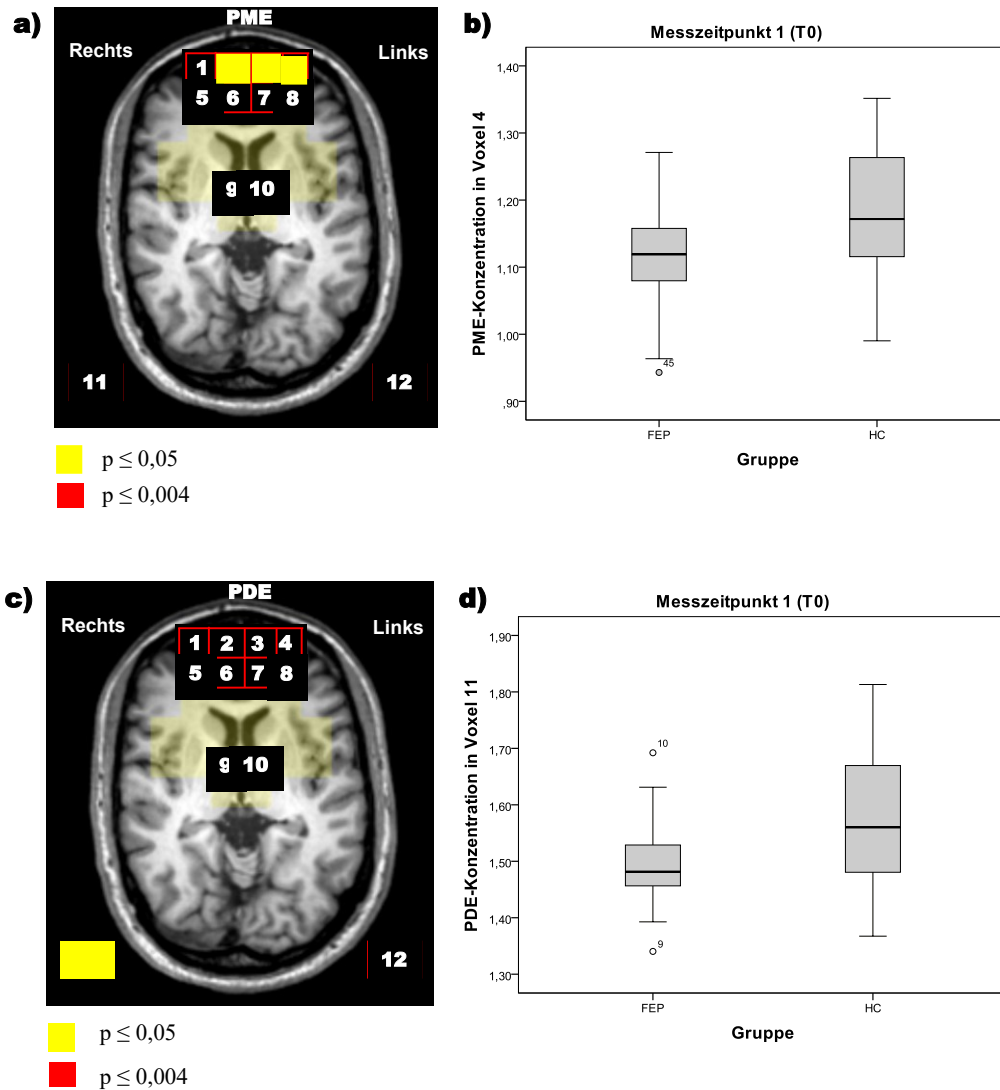 a)
PME
Rechts
Links
1
5 6 7 8
9 10
11
12
p ≤ 0,05
p ≤ 0,004
b)
Messzeitpunkt 1 (T0)
PME-Konzentration in Voxel 4
1,40
1,30
1,20
1,10
1,00
,90
45
FEP
HC
Gruppe
c)
PDE
Rechts
Links
1 2 3 4
5 6 7 8
9 10
12
p ≤ 0,05
p ≤ 0,004
d)
Messzeitpunkt 1 (T0)
PDE-Konzentration in Voxel 11
1,90
1,80
1,70
1,60
1,50
1,40
1,30
10
9
FEP
HC
Gruppe